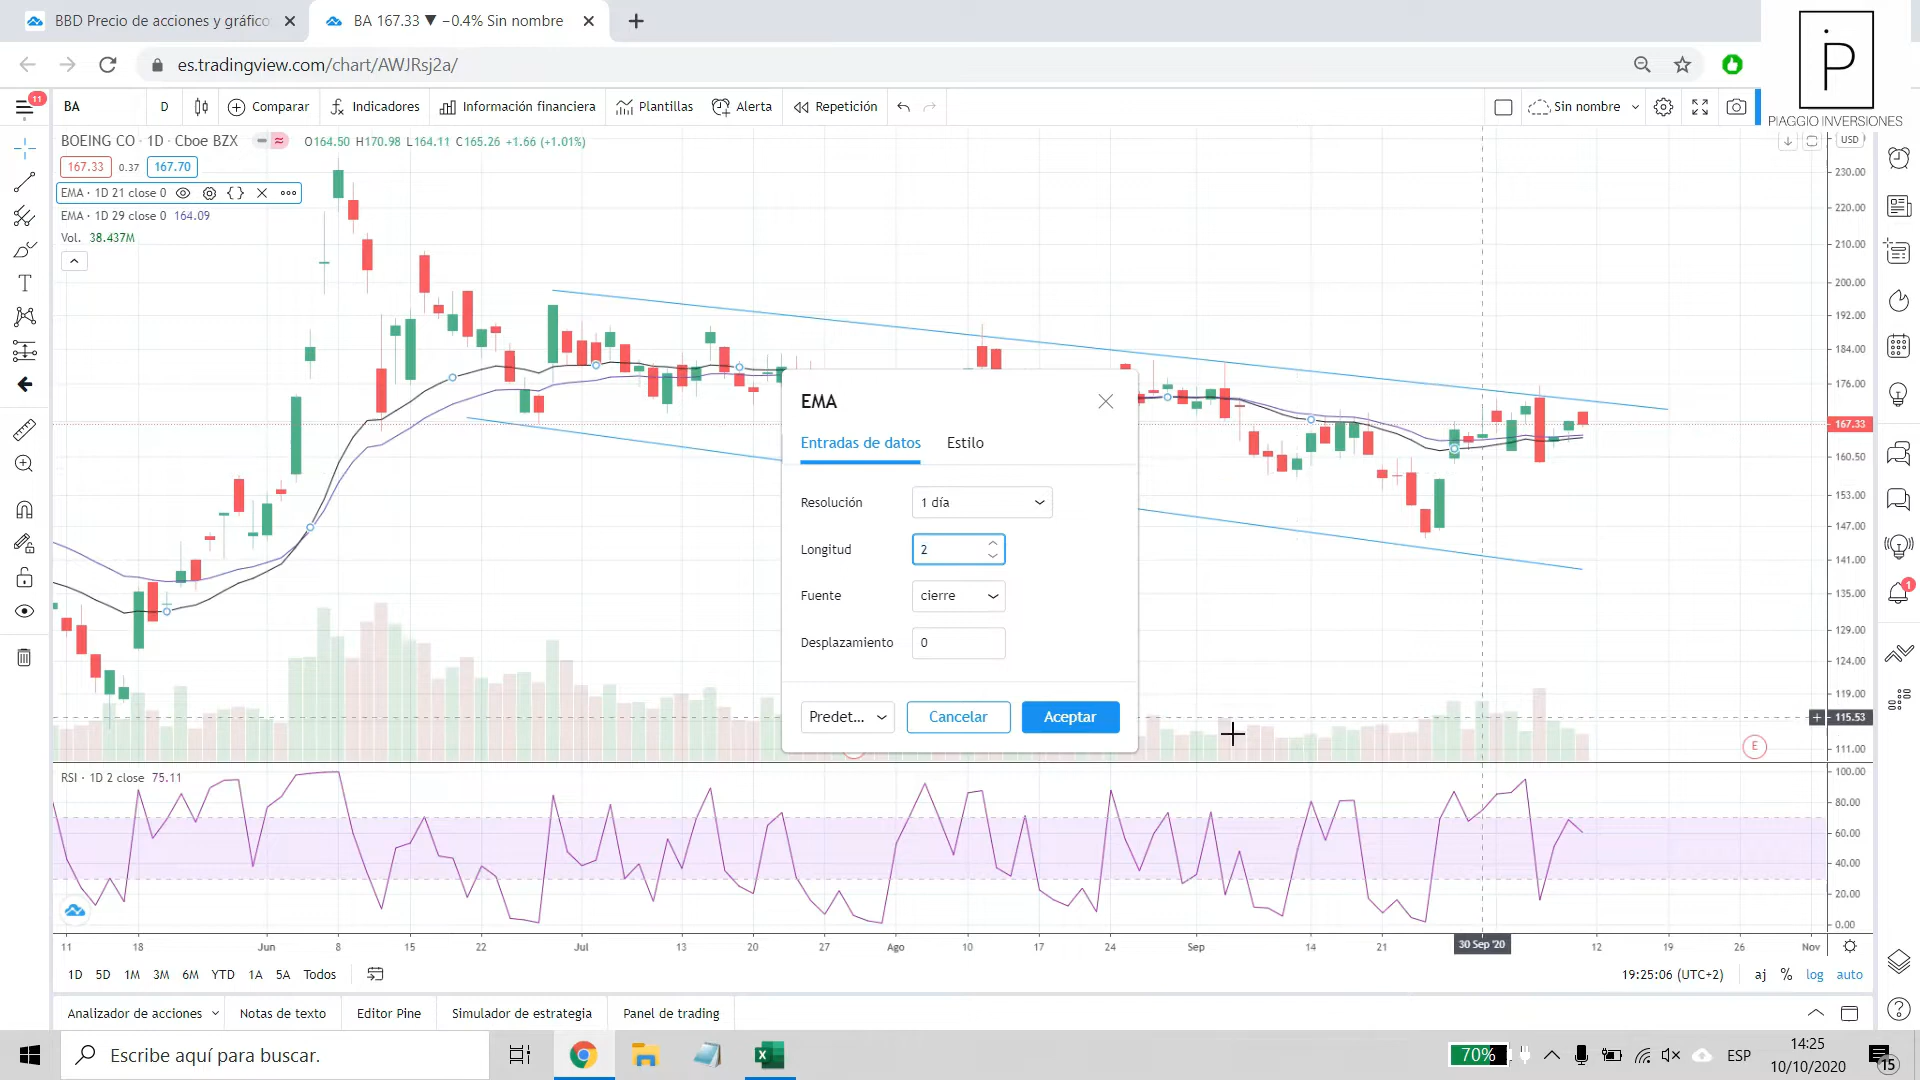 BBD Precio de acciones y gráfico
BA 167.33 ▼ −0.4% Sin nombre
es.tradingview.com/chart/AWJRsj2a/
iP
PIAGGIO INVERSIONES
11
BA
D
Comparar
Indicadores
Información financiera
Plantillas
Alerta
Repetición
Sin nombre
BOEING CO · 1D · Cboe BZX
O164.50 H170.98 L164.11 C165.26 +1.66 (+1.01%)
167.33
0.37
167.70
EMA · 1D 21 close 0
EMA · 1D 29 close 0 164.09
Vol. 38.437M
USD
230.00
220.00
210.00
200.00
192.00
184.00
176.00
167.33
160.50
153.00
147.00
141.00
135.00
129.00
124.00
119.00
115.53
111.00
EMA
Entradas de datos
Estilo
Resolución
1 día
Longitud
2
Fuente
cierre
Desplazamiento
0
Predet...
Cancelar
Aceptar
E
1
RSI · 1D 2 close 75.11
100.00
80.00
60.00
40.00
20.00
0.00
11 18 Jun 8 15 22 Jul 13 20 27 Ago 10 17 24 Sep 14 21 30 Sep '20 12 19 26 Nov
1D 5D 1M 3M 6M YTD 1A 5A Todos
19:25:06 (UTC+2)
aj % log auto
Analizador de acciones
Notas de texto
Editor Pine
Simulador de estrategia
Panel de trading
Escribe aquí para buscar.
70%
ESP
14:25
10/10/2020
15